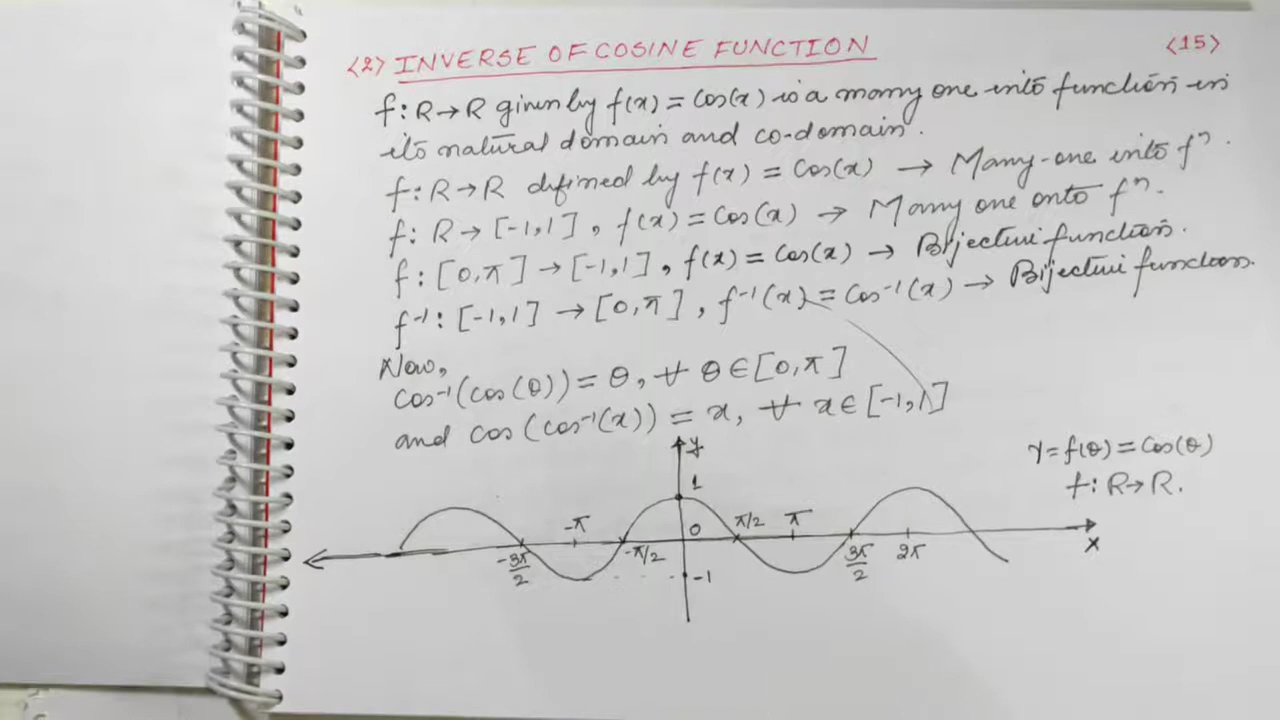 <2> INVERSE OF COSINE FUNCTION <15>
f: R→R given by f(x) = Cos(x) is a many one into function in
its natural domain and co-domain.
f: R→R defined by f(x) = Cos(x) → Many-one into fⁿ.
f: R→[-1,1], f(x) = Cos(x) → Many one onto fⁿ.
f: [0,π]→[-1,1], f(x) = Cos(x) → Bijective function.
f⁻¹: [-1,1] → [0,π], f⁻¹(x) = Cos⁻¹(x) → Bijective function.
Now,
Cos⁻¹(cos(θ)) = θ, ∀ θ∈[0,π]
and cos(cos⁻¹(x)) = x, ∀ x∈[-1,1]
y
y = f(θ) = Cos(θ)
1
f: R→R.
-π 0 π/2 π
-3π/2 -π/2 3π/2 2π x
-1